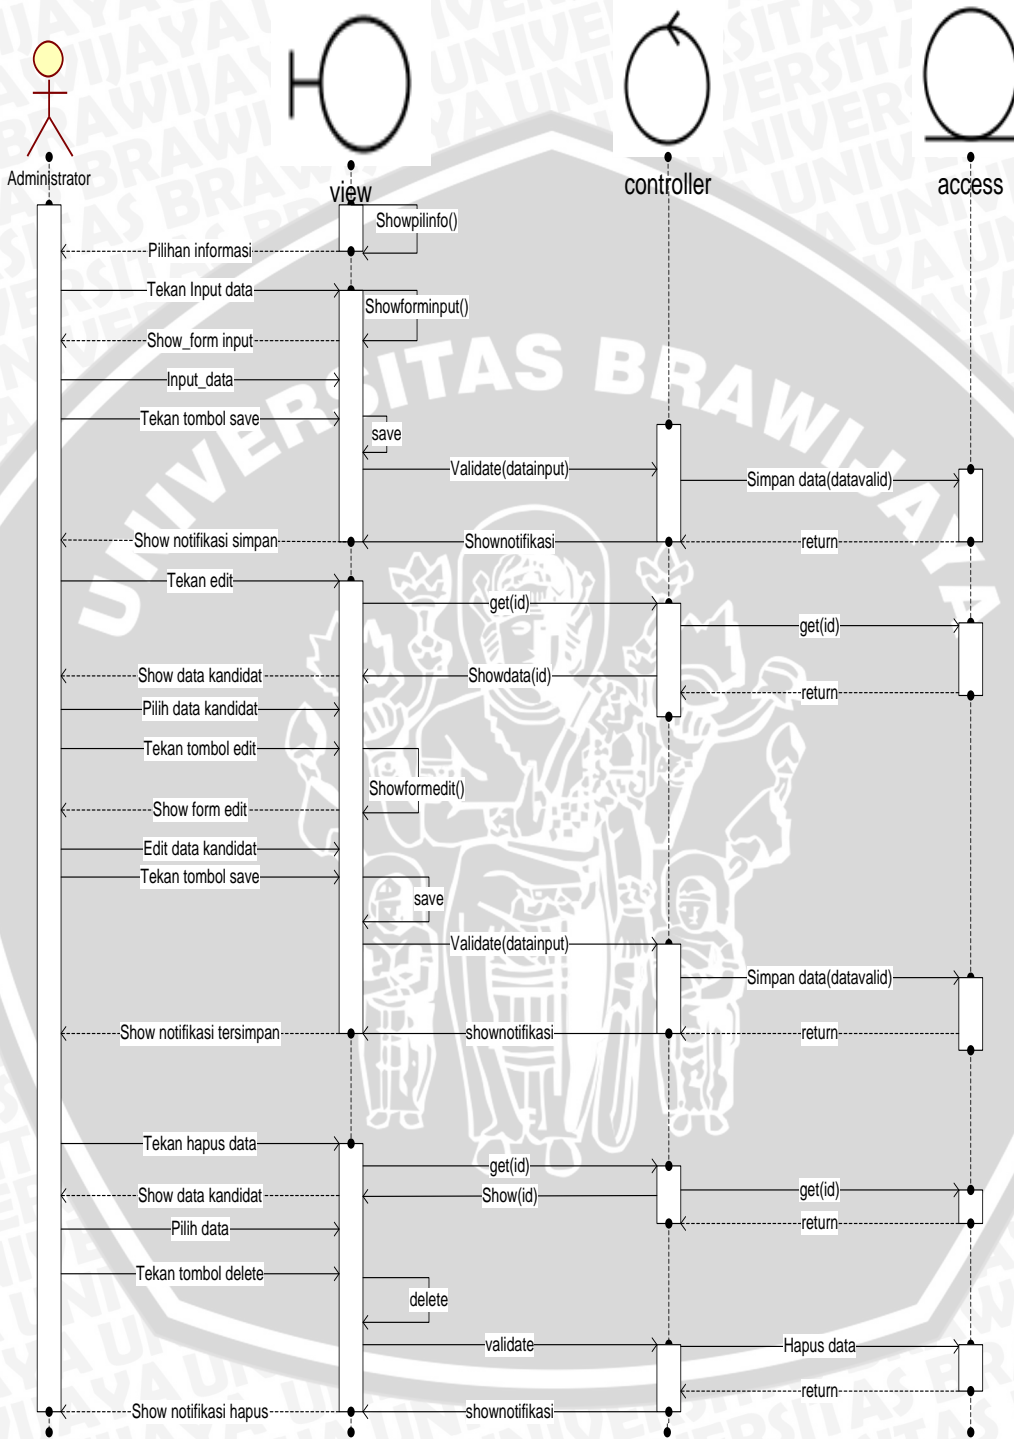 Administrator
view
controller
access
Showpilinfo()
Pilihan informasi
Tekan Input data
Showforminput()
Show_form input
Input_data
Tekan tombol save
save
Validate(datainput)
Simpan data(datavalid)
Show notifikasi simpan
Shownotifikasi
return
Tekan edit
get(id)
get(id)
Show data kandidat
Showdata(id)
return
Pilih data kandidat
Tekan tombol edit
Showformedit()
Show form edit
Edit data kandidat
Tekan tombol save
save
Validate(datainput)
Simpan data(datavalid)
Show notifikasi tersimpan
shownotifikasi
return
Tekan hapus data
get(id)
get(id)
Show data kandidat
Show(id)
return
Pilih data
Tekan tombol delete
delete
validate
Hapus data
return
Show notifikasi hapus
shownotifikasi
UNIVERSITAS BRAWIJAYA